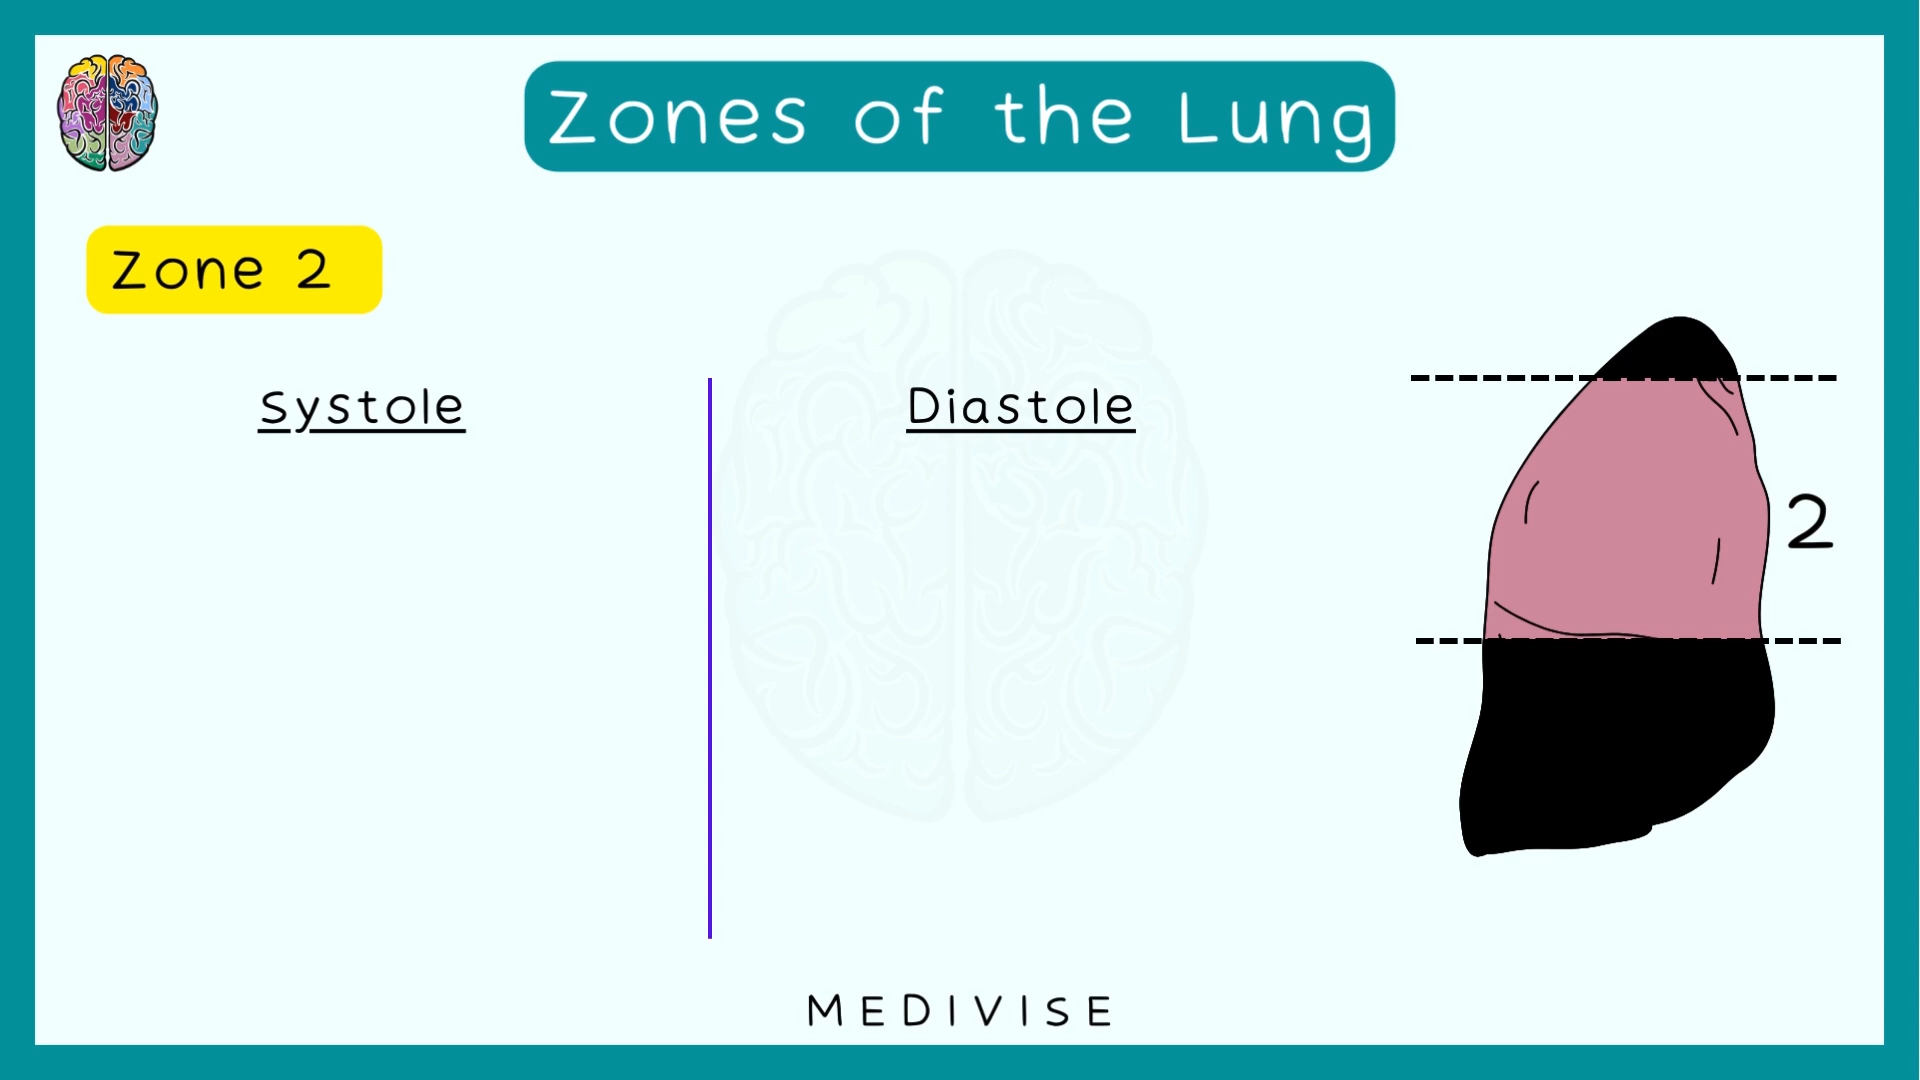 Zones of the Lung
Zone 2
Systole
Diastole
2
MEDIVISE